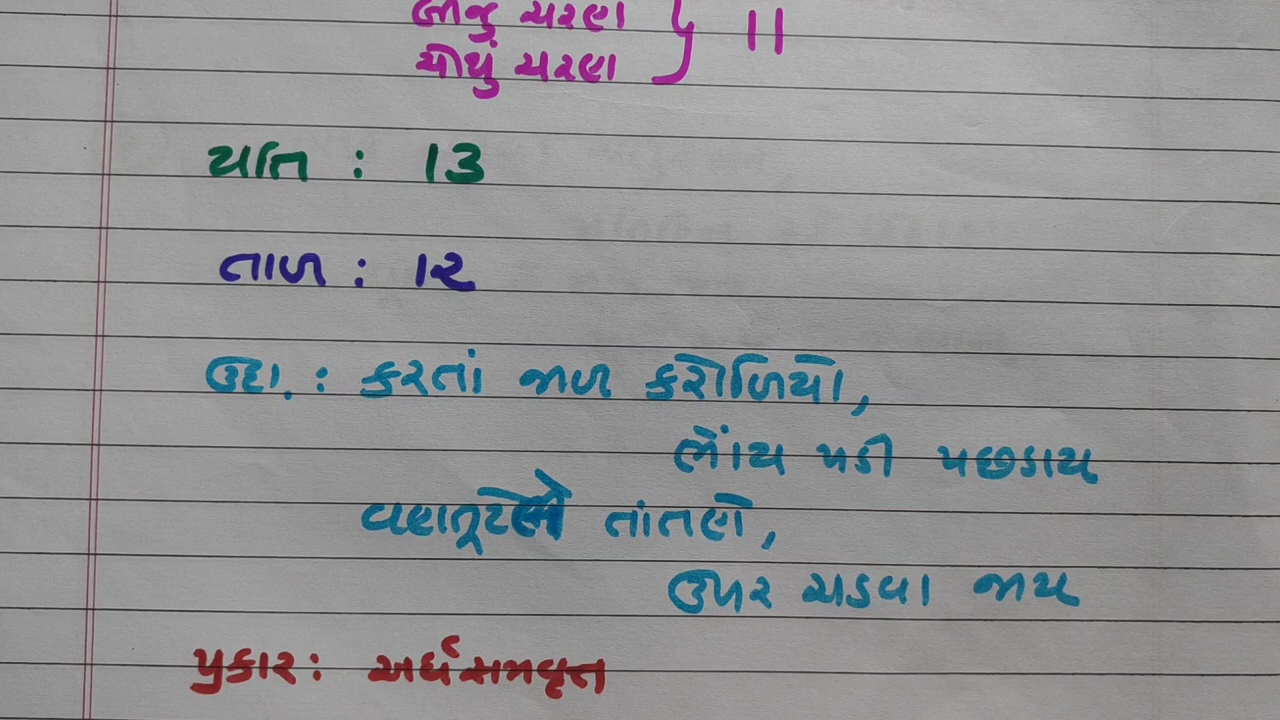 બીજુ ચરણ } 11
ચોથું ચરણ
યતિ : 13
તાળ : 12
ઉદા. : કરતાં જાળ કરોળિયો,
ભોંય પડી પછડાય
વણતૂટેલે તાંતણે,
ઉપર ચડવા જાય
પ્રકાર : અર્ધસમવૃત્ત